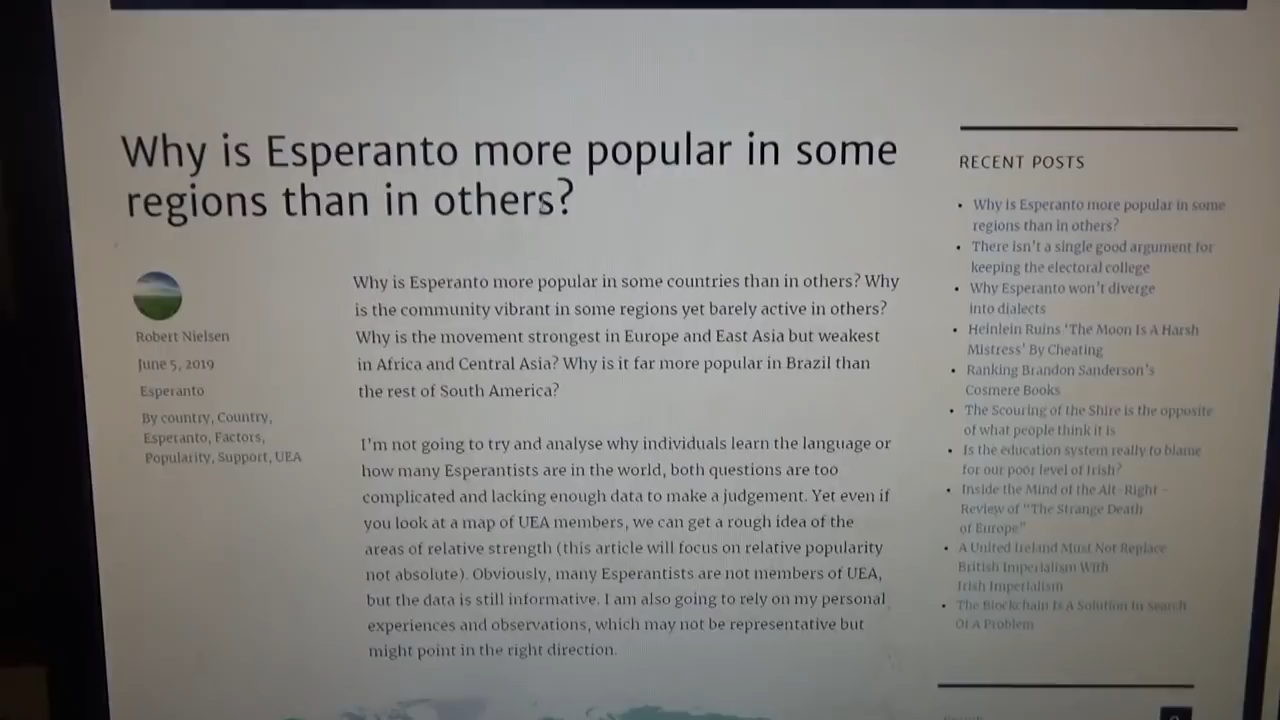 Why is Esperanto more popular in some
regions than in others?
Robert Nielsen
June 5, 2019
Esperanto
By country, Country,
Esperanto, Factors,
Popularity, Support, UEA
Why is Esperanto more popular in some countries than in others? Why
is the community vibrant in some regions yet barely active in others?
Why is the movement strongest in Europe and East Asia but weakest
in Africa and Central Asia? Why is it far more popular in Brazil than
the rest of South America?
I'm not going to try and analyse why individuals learn the language or
how many Esperantists are in the world, both questions are too
complicated and lacking enough data to make a judgement. Yet even if
you look at a map of UEA members, we can get a rough idea of the
areas of relative strength (this article will focus on relative popularity
not absolute). Obviously, many Esperantists are not members of UEA,
but the data is still informative. I am also going to rely on my personal
experiences and observations, which may not be representative but
might point in the right direction.
RECENT POSTS
• Why is Esperanto more popular in some
regions than in others?
• There isn't a single good argument for
keeping the electoral college
• Why Esperanto won't diverge
into dialects
• Heinlein Ruins 'The Moon Is A Harsh
Mistress' By Cheating
• Ranking Brandon Sanderson's
Cosmere Books
• The Scouring of the Shire is the opposite
of what people think it is
• Is the education system really to blame
for our poor level of Irish?
• Inside the Mind of the Alt-Right –
Review of "The Strange Death
of Europe"
• A United Ireland Must Not Replace
British Imperialism With
Irish Imperialism
• The Blockchain Is A Solution In Search
Of A Problem